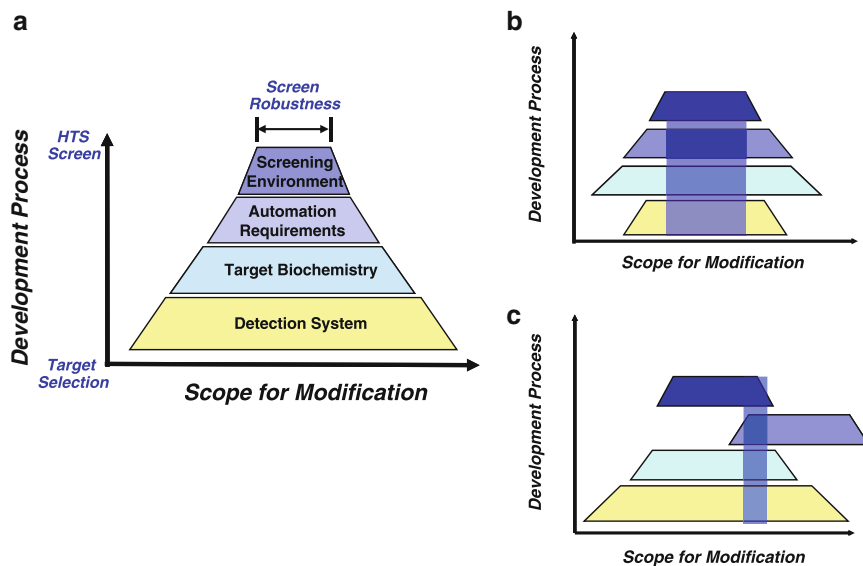 a
Screen
Robustness
HTS
Screen
Screening
Environment
Automation
Requirements
Target Biochemistry
Detection System
Development Process
Target
Selection
Scope for Modification
b
Development Process
Scope for Modification
c
Development Process
Scope for Modification